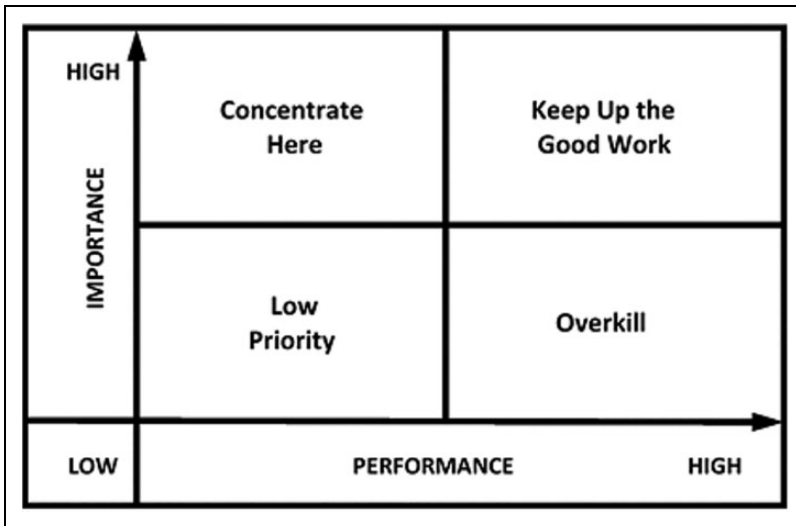 HIGH
Concentrate
Here
Keep Up the
Good Work
IMPORTANCE
Low
Priority
Overkill
LOW
PERFORMANCE
HIGH